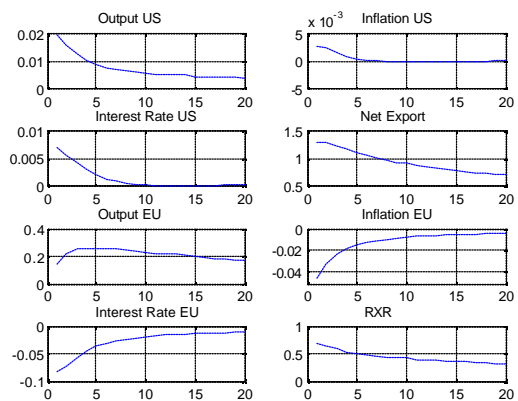 Output US
0.02
0.01
0
0 5 10 15 20
x 10-3 Inflation US
5
0
-5
0 5 10 15 20
Interest Rate US
0.01
0.005
0
0 5 10 15 20
Net Export
1.5
1
0.5
0 5 10 15 20
Output EU
0.4
0.2
0
0 5 10 15 20
Inflation EU
0
-0.02
-0.04
0 5 10 15 20
Interest Rate EU
0
-0.05
-0.1
0 5 10 15 20
RXR
1
0.5
0
0 5 10 15 20